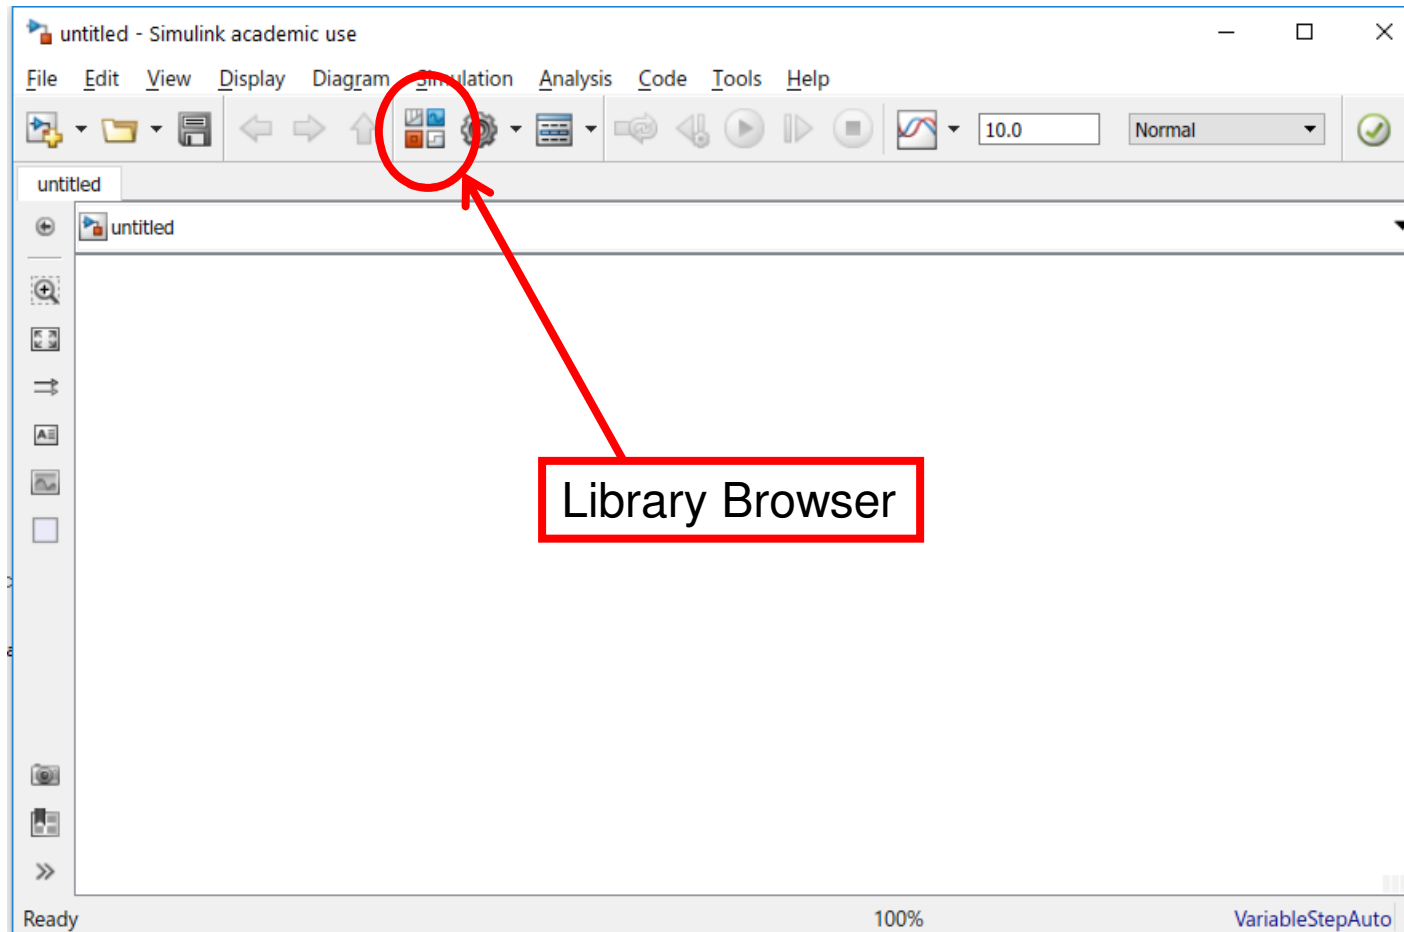 untitled - Simulink academic use
File Edit View Display Diagram Simulation Analysis Code Tools Help
10.0 Normal
untitled
untitled
Library Browser
Ready 100% VariableStepAuto